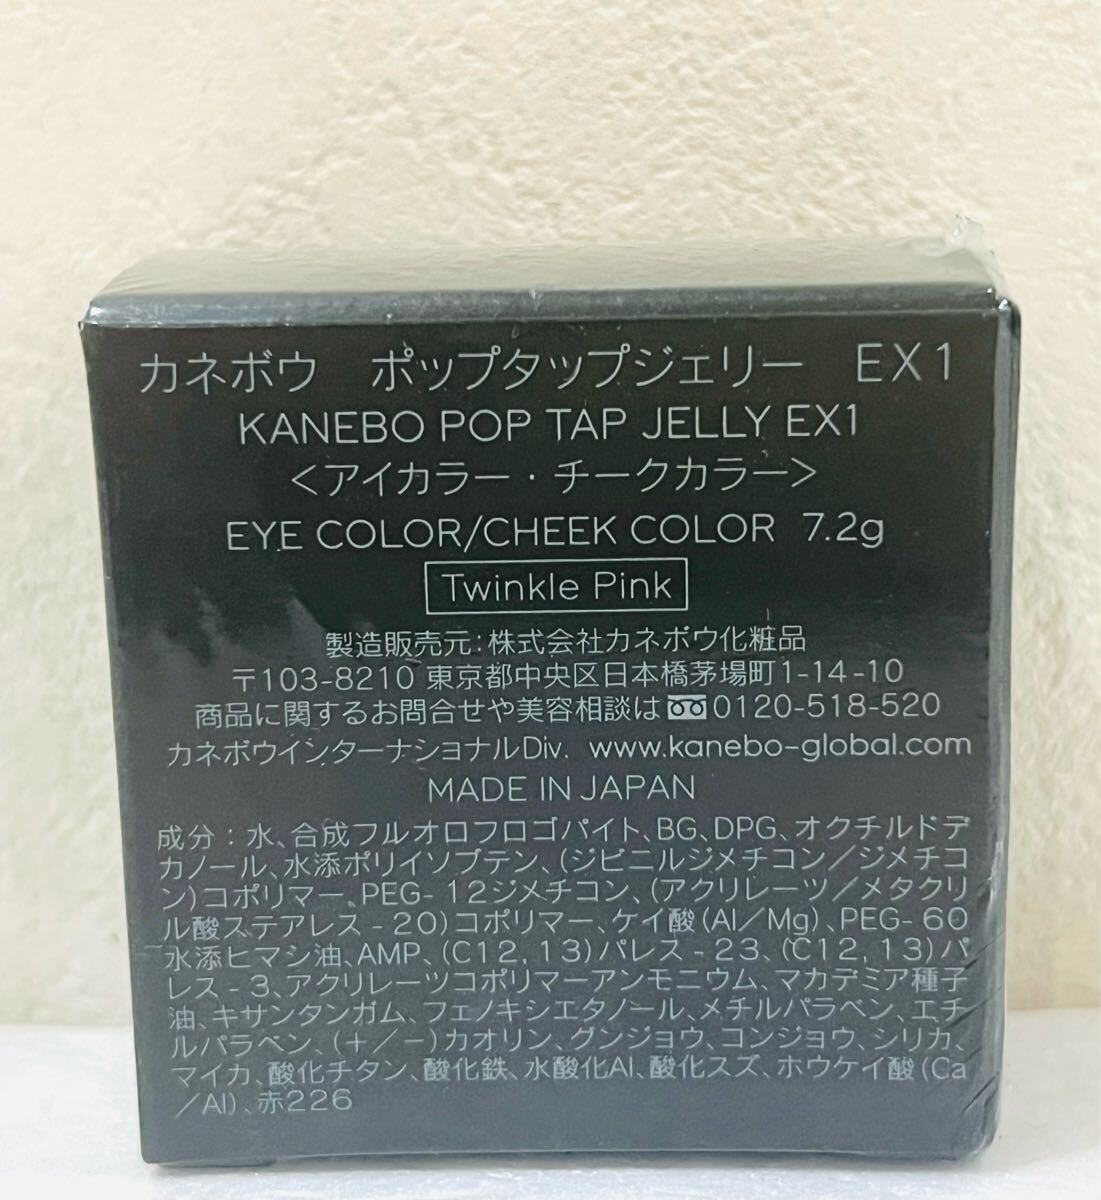 カネボウ ポップタップジェリー EX1
KANEBO POP TAP JELLY EX1
<アイカラー・チークカラー>
EYE COLOR/CHEEK COLOR 7.2g
Twinkle Pink
製造販売元:株式会社カネボウ化粧品
〒103-8210 東京都中央区日本橋茅場町1-14-10
商品に関するお問合せや美容相談は 0120-518-520
カネボウインターナショナルDiv. www.kanebo-global.com
MADE IN JAPAN
成分:水、合成フルオロフロゴパイト、BG、DPG、オクチルドデ
カノール、水添ポリイソブテン、(ジビニルジメチコン/ジメチコ
ン)コポリマー、PEG-12ジメチコン、(アクリレーツ/メタクリ
ル酸ステアレス-20)コポリマー、ケイ酸(Al/Mg)、PEG-60
水添ヒマシ油、AMP、(C12,13)パレス-23、(C12,13)パ
レス-3、アクリレーツコポリマーアンモニウム、マカデミア種子
油、キサンタンガム、フェノキシエタノール、メチルパラベン、エチ
ルパラベン、(+/−)カオリン、グンジョウ、コンジョウ、シリカ、
マイカ、酸化チタン、酸化鉄、水酸化Al、酸化スズ、ホウケイ酸(Ca
/Al)、赤226